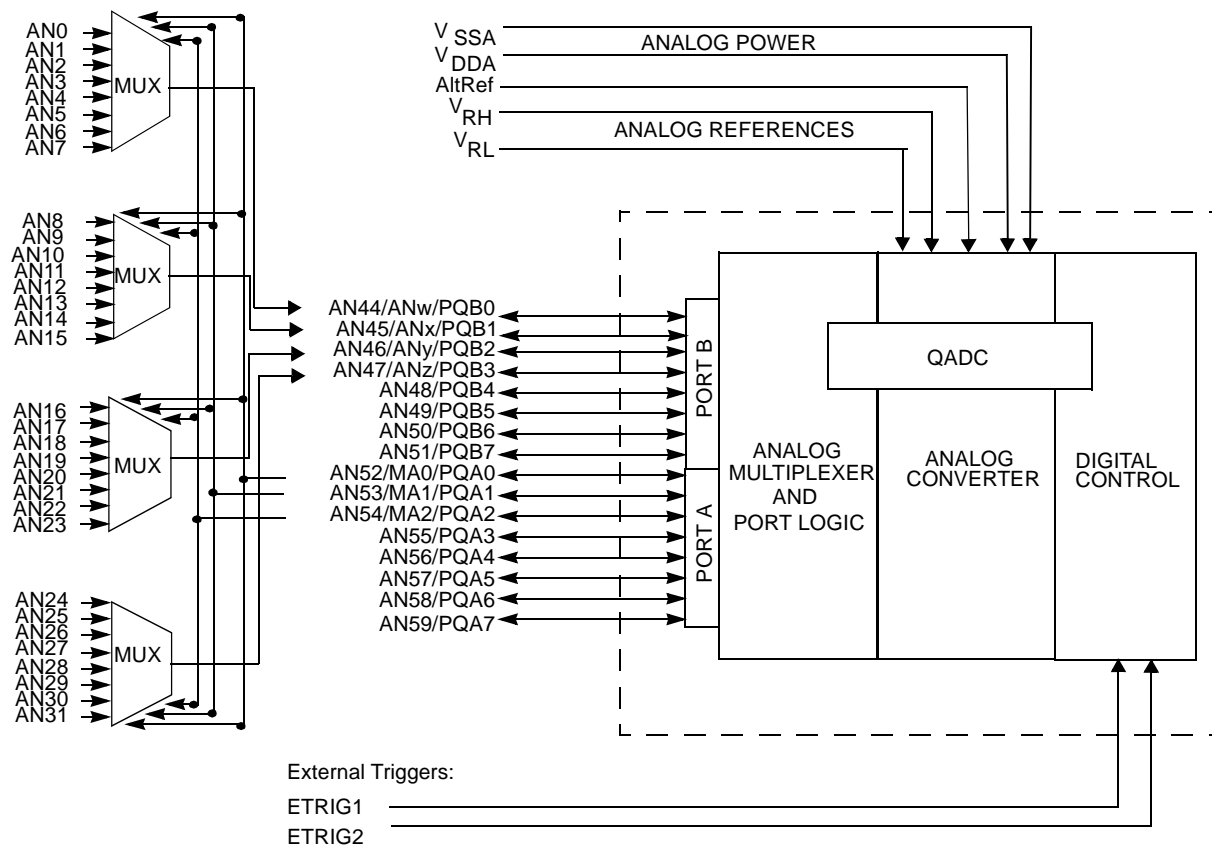 AN0
AN1
AN2
AN3
AN4
AN5
AN6
AN7
MUX
AN8
AN9
AN10
AN11
AN12
AN13
AN14
AN15
MUX
AN16
AN17
AN18
AN19
AN20
AN21
AN22
AN23
MUX
AN24
AN25
AN26
AN27
AN28
AN29
AN30
AN31
MUX
VSSA
VDDA
AltRef
VRH
VRL
ANALOG POWER
ANALOG REFERENCES
AN44/ANw/PQB0
AN45/ANx/PQB1
AN46/ANy/PQB2
AN47/ANz/PQB3
AN48/PQB4
AN49/PQB5
AN50/PQB6
AN51/PQB7
AN52/MA0/PQA0
AN53/MA1/PQA1
AN54/MA2/PQA2
AN55/PQA3
AN56/PQA4
AN57/PQA5
AN58/PQA6
AN59/PQA7
PORT B
PORT A
QADC
ANALOG
MULTIPLEXER
AND
PORT LOGIC
ANALOG
CONVERTER
DIGITAL
CONTROL
External Triggers:
ETRIG1
ETRIG2